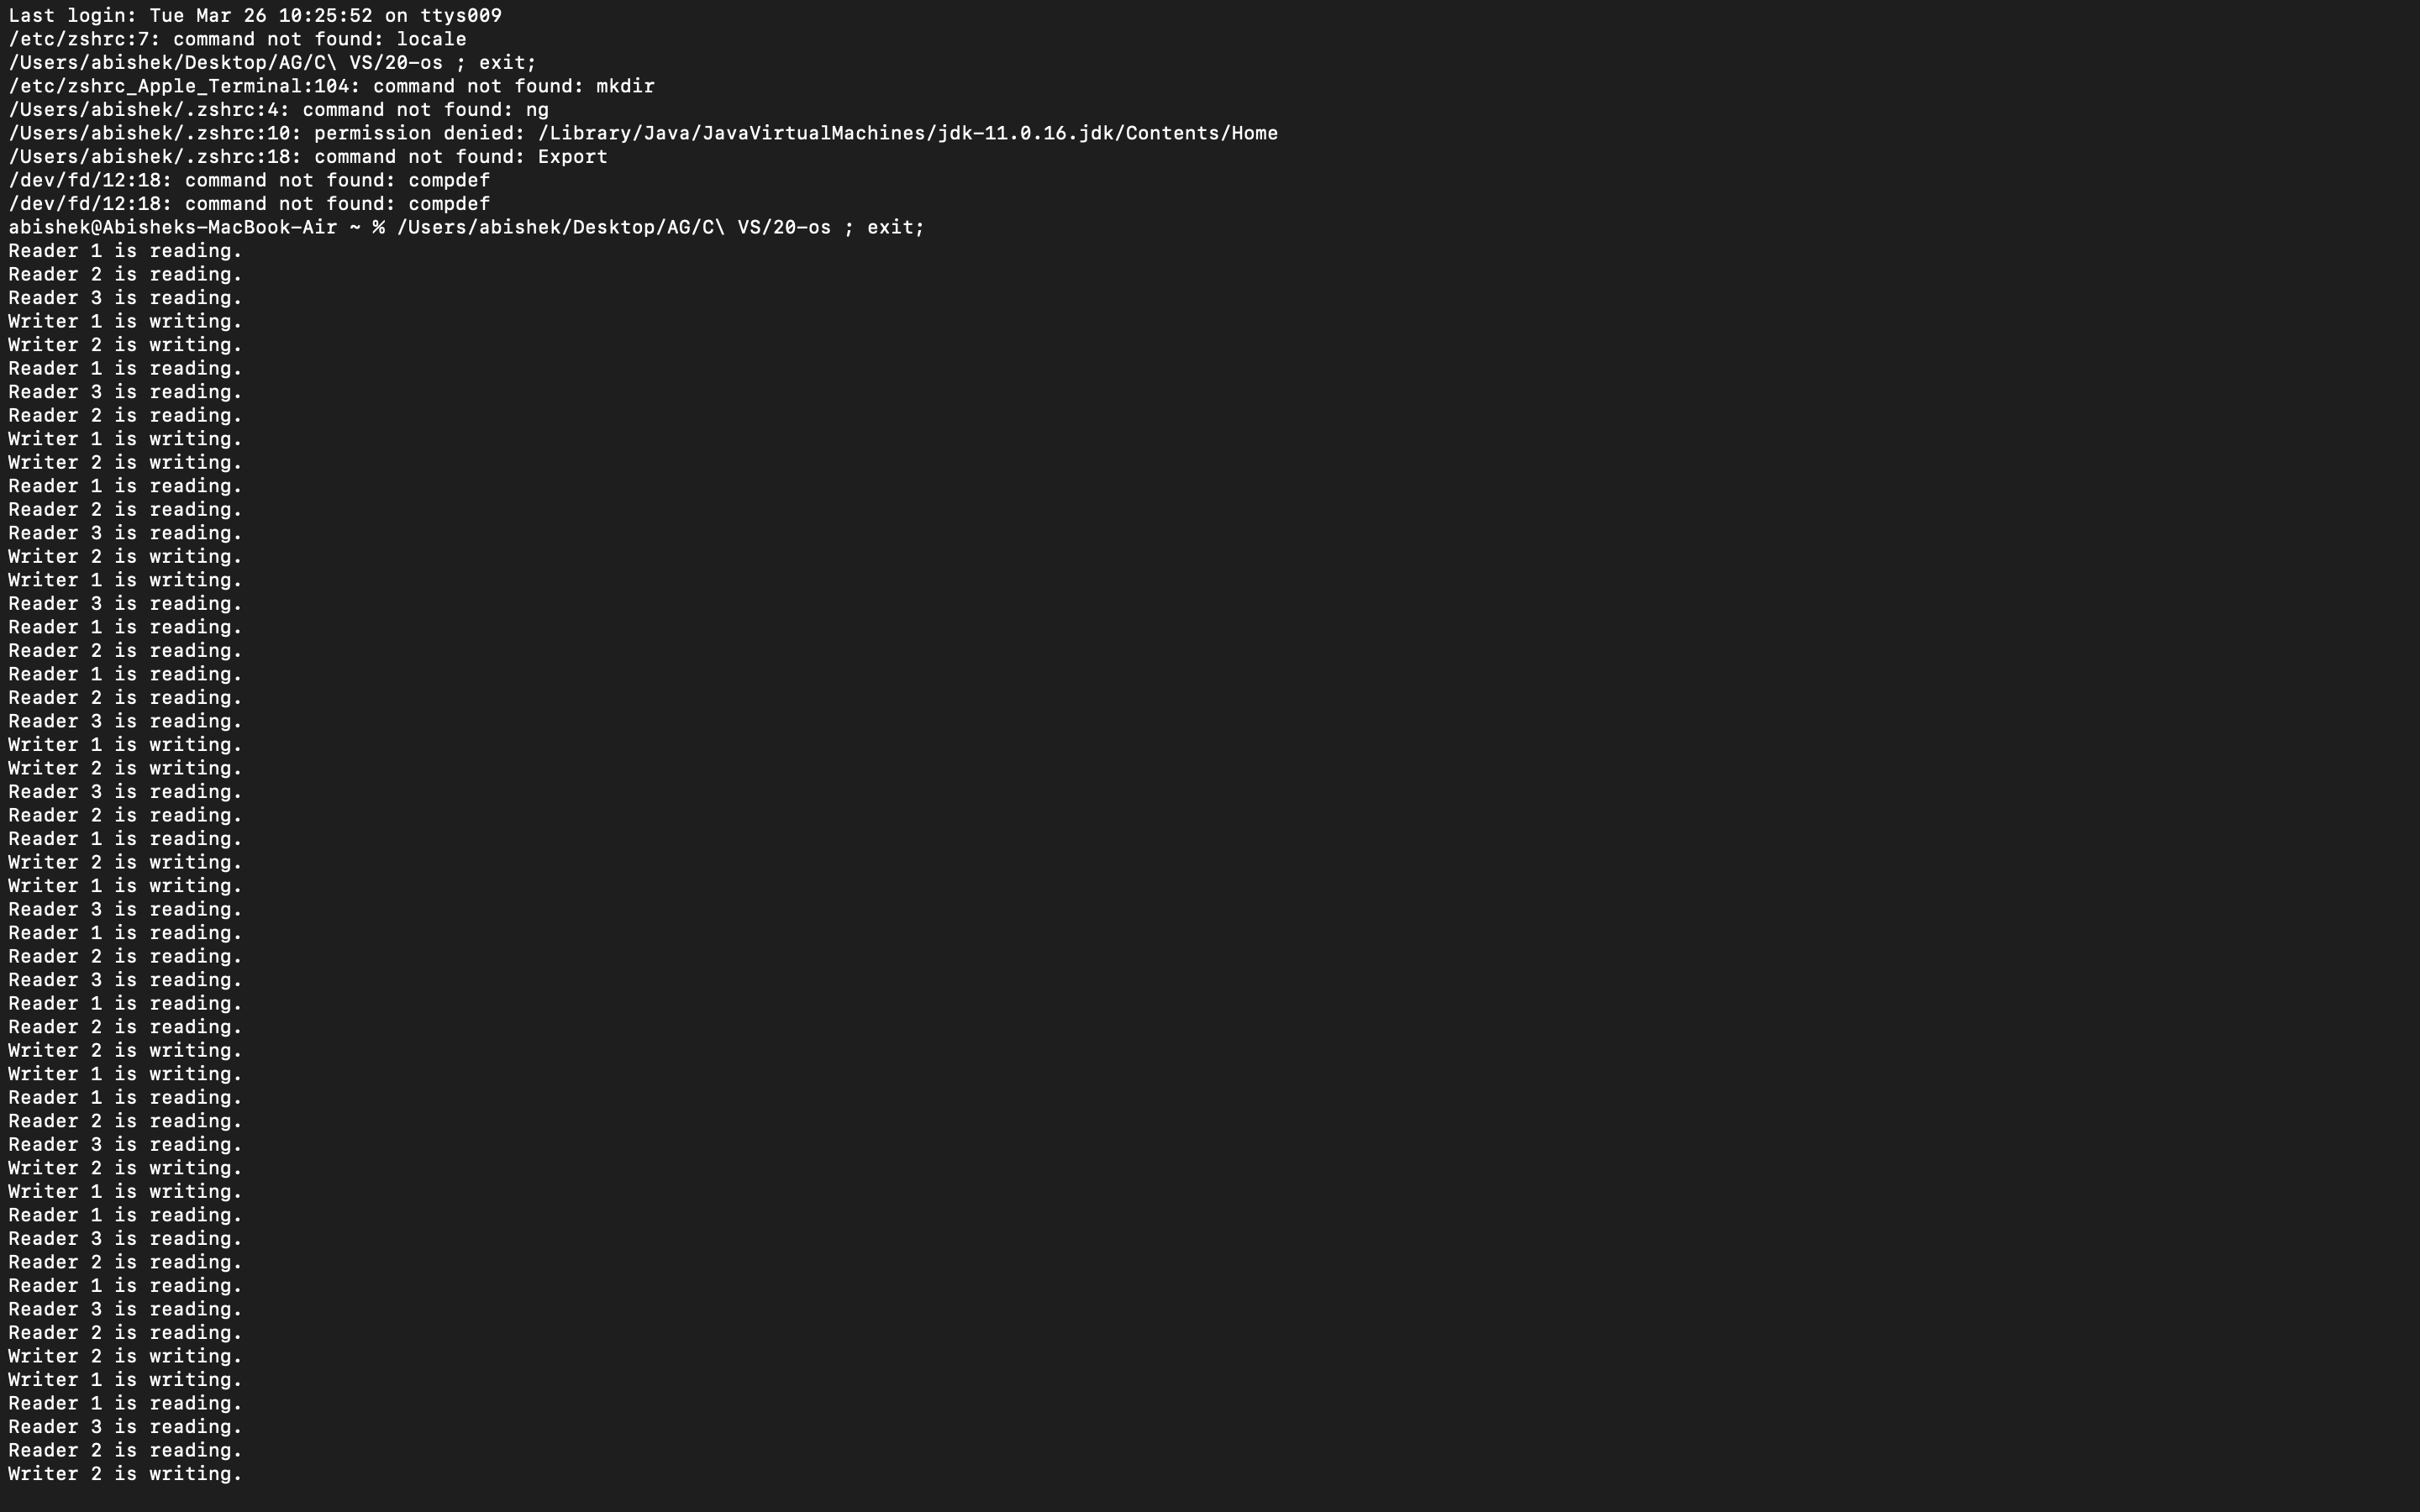 Last login: Tue Mar 26 10:25:52 on ttys009
/etc/zshrc:7: command not found: locale
/Users/abishek/Desktop/AG/C\ VS/20-os ; exit;
/etc/zshrc_Apple_Terminal:104: command not found: mkdir
/Users/abishek/.zshrc:4: command not found: ng
/Users/abishek/.zshrc:10: permission denied: /Library/Java/JavaVirtualMachines/jdk-11.0.16.jdk/Contents/Home
/Users/abishek/.zshrc:18: command not found: Export
/dev/fd/12:18: command not found: compdef
/dev/fd/12:18: command not found: compdef
abishek@Abisheks-MacBook-Air ~ % /Users/abishek/Desktop/AG/C\ VS/20-os ; exit;
Reader 1 is reading.
Reader 2 is reading.
Reader 3 is reading.
Writer 1 is writing.
Writer 2 is writing.
Reader 1 is reading.
Reader 3 is reading.
Reader 2 is reading.
Writer 1 is writing.
Writer 2 is writing.
Reader 1 is reading.
Reader 2 is reading.
Reader 3 is reading.
Writer 2 is writing.
Writer 1 is writing.
Reader 3 is reading.
Reader 1 is reading.
Reader 2 is reading.
Reader 1 is reading.
Reader 2 is reading.
Reader 3 is reading.
Writer 1 is writing.
Writer 2 is writing.
Reader 3 is reading.
Reader 2 is reading.
Reader 1 is reading.
Writer 2 is writing.
Writer 1 is writing.
Reader 3 is reading.
Reader 1 is reading.
Reader 2 is reading.
Reader 3 is reading.
Reader 1 is reading.
Reader 2 is reading.
Writer 2 is writing.
Writer 1 is writing.
Reader 1 is reading.
Reader 2 is reading.
Reader 3 is reading.
Writer 2 is writing.
Writer 1 is writing.
Reader 1 is reading.
Reader 3 is reading.
Reader 2 is reading.
Reader 1 is reading.
Reader 3 is reading.
Reader 2 is reading.
Writer 2 is writing.
Writer 1 is writing.
Reader 1 is reading.
Reader 3 is reading.
Reader 2 is reading.
Writer 2 is writing.